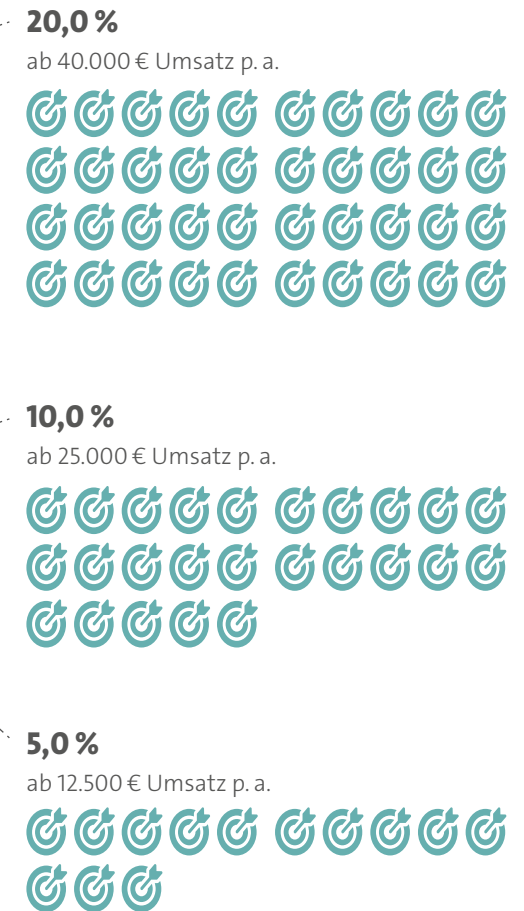 20,0 %
ab 40.000 € Umsatz p. a.
10,0 %
ab 25.000 € Umsatz p. a.
5,0 %
ab 12.500 € Umsatz p. a.